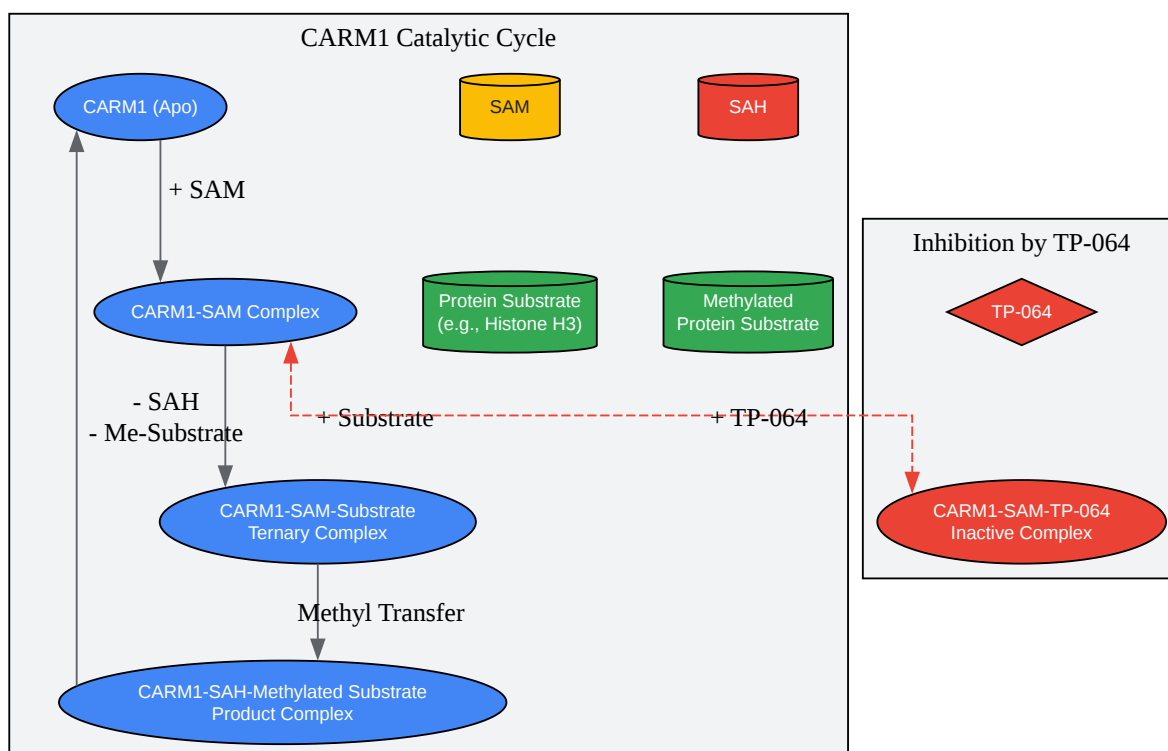 CARM1 Catalytic Cycle
CARM1 (Apo)
SAM
SAH
+ SAM
Inhibition by TP-064
CARM1-SAM Complex
Protein Substrate
(e.g., Histone H3)
Methylated
Protein Substrate
TP-064
- SAH
- Me-Substrate
+ Substrate
+ TP-064
CARM1-SAM-Substrate
Ternary Complex
CARM1-SAM-TP-064
Inactive Complex
Methyl Transfer
CARM1-SAH-Methylated Substrate
Product Complex